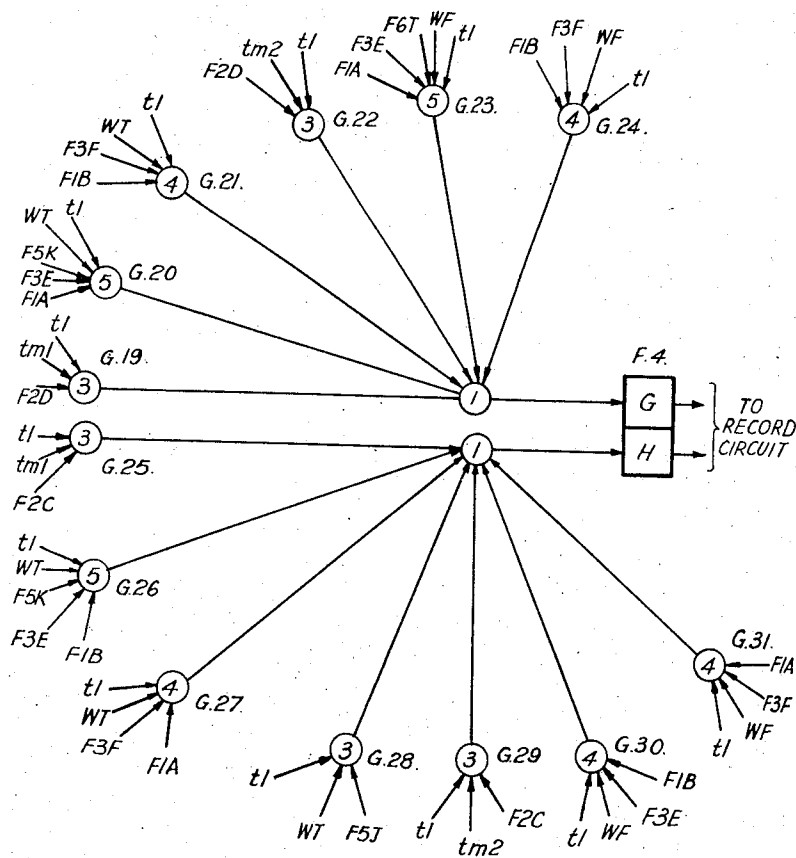 F6T WF
F3E t1
F1A 5 G.23.
F3F
F1B WF
t1
4 G.24.
tm2 t1
F2D
3 G.22
t1
WT
F3F
F1B 4 G.21.
t1
WT
F5K
F3E 5 G.20
F1A
t1
tm1 G.19.
F2D 3
F.4.
1 G
TO
RECORD
CIRCUIT
1 H
t1 3
tm1 G.25.
F2C
t1
WT 5 G.26
F5K
F3E
F1B
t1 4
WT G.27.
F3F
F1A
3 G.28.
t1
WT F5J
3 G.29
t1 F2C
tm2
4 G.30.
F1B
F3E
t1 WF
G.31.
4 F1A
F3F
WF
t1